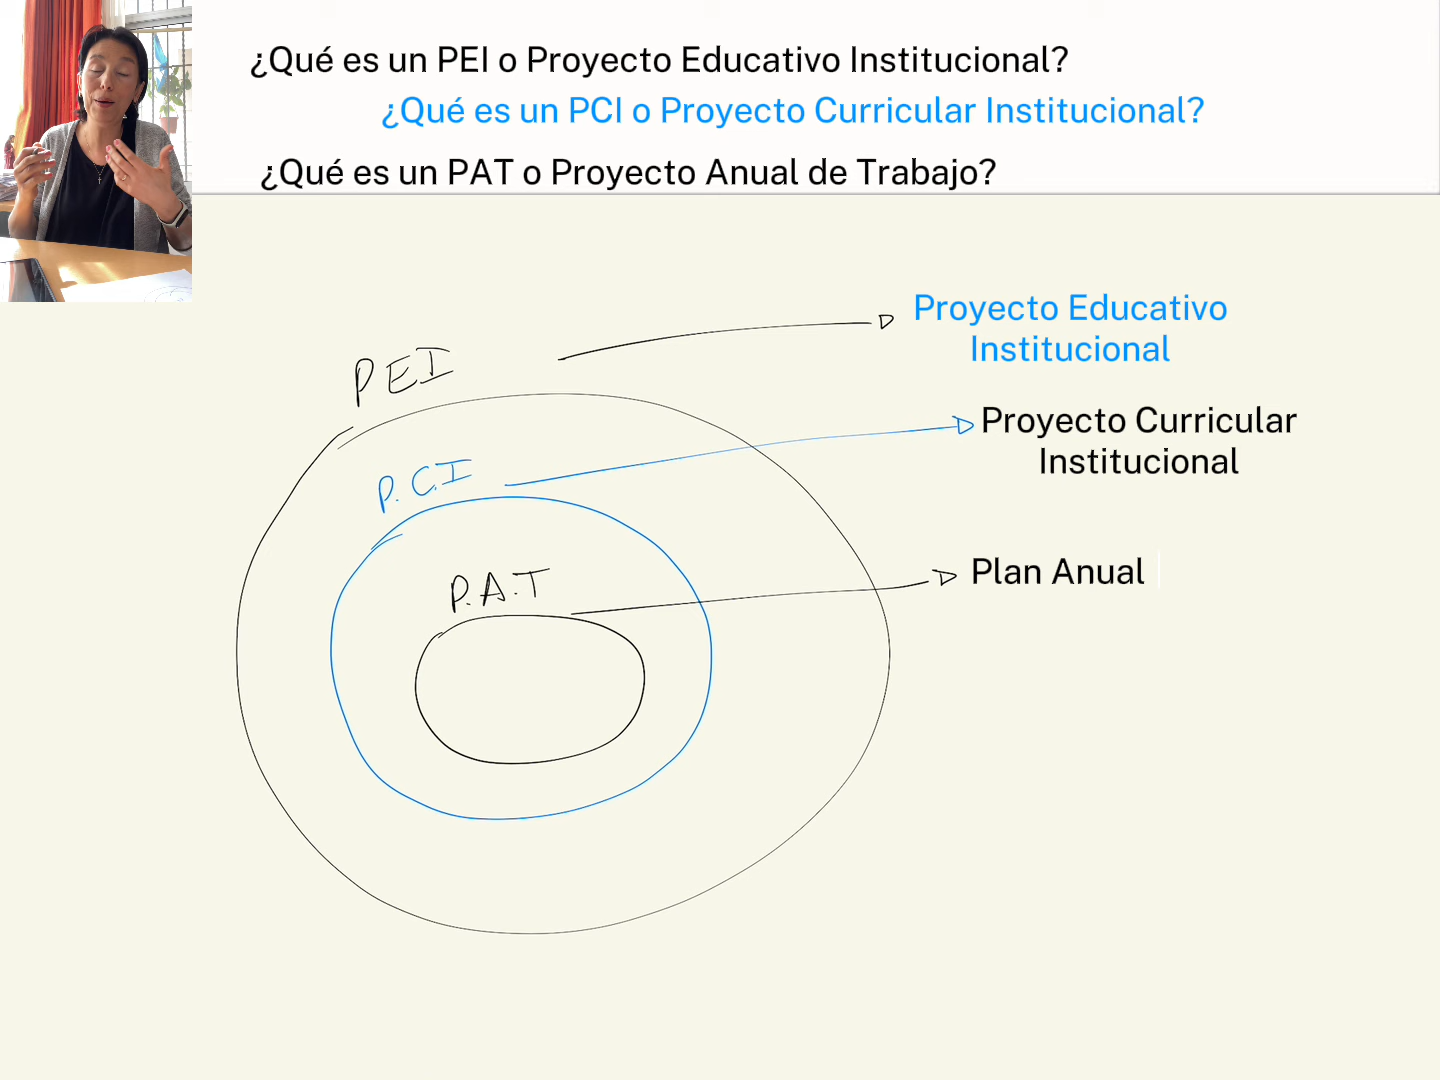 ¿Qué es un PEI o Proyecto Educativo Institucional?
¿Qué es un PCI o Proyecto Curricular Institucional?
¿Qué es un PAT o Proyecto Anual de Trabajo?
Proyecto Educativo
Institucional
PEI
Proyecto Curricular
Institucional
P.C.I
Plan Anual
P.A.T